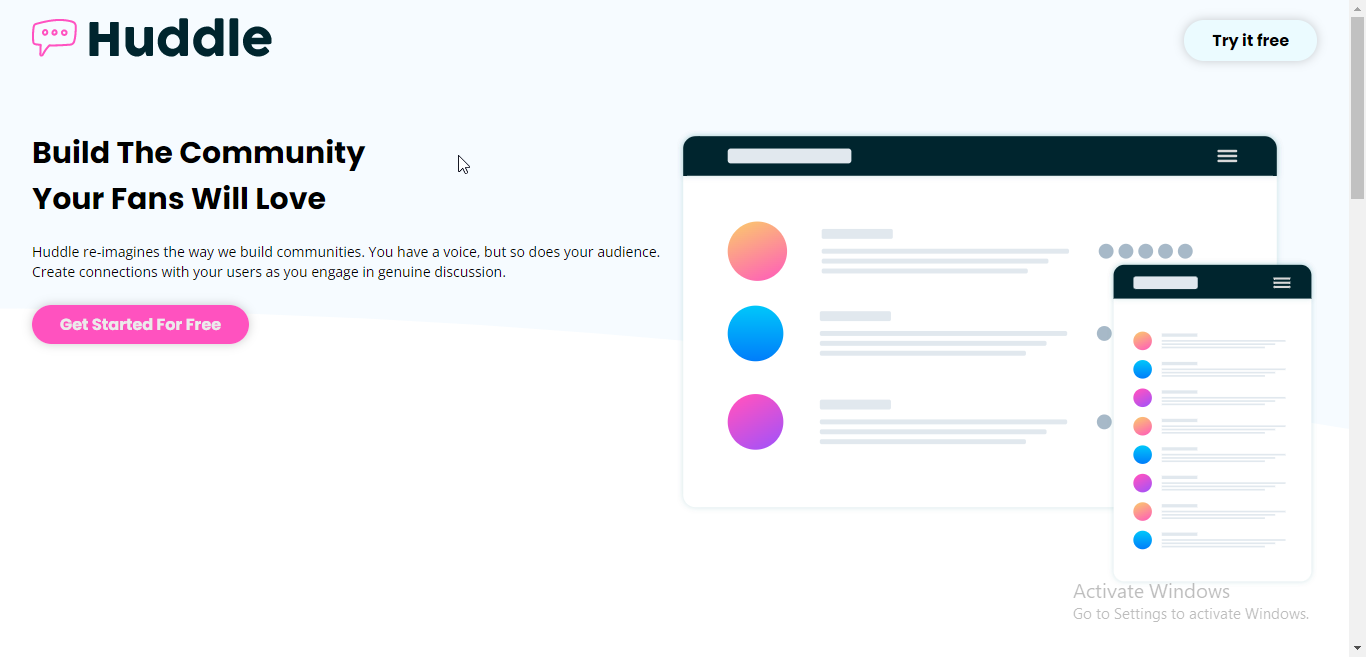 Huddle
Try it free
Build The Community
Your Fans Will Love
Huddle re-imagines the way we build communities. You have a voice, but so does your audience.
Create connections with your users as you engage in genuine discussion.
Get Started For Free
Activate Windows
Go to Settings to activate Windows.